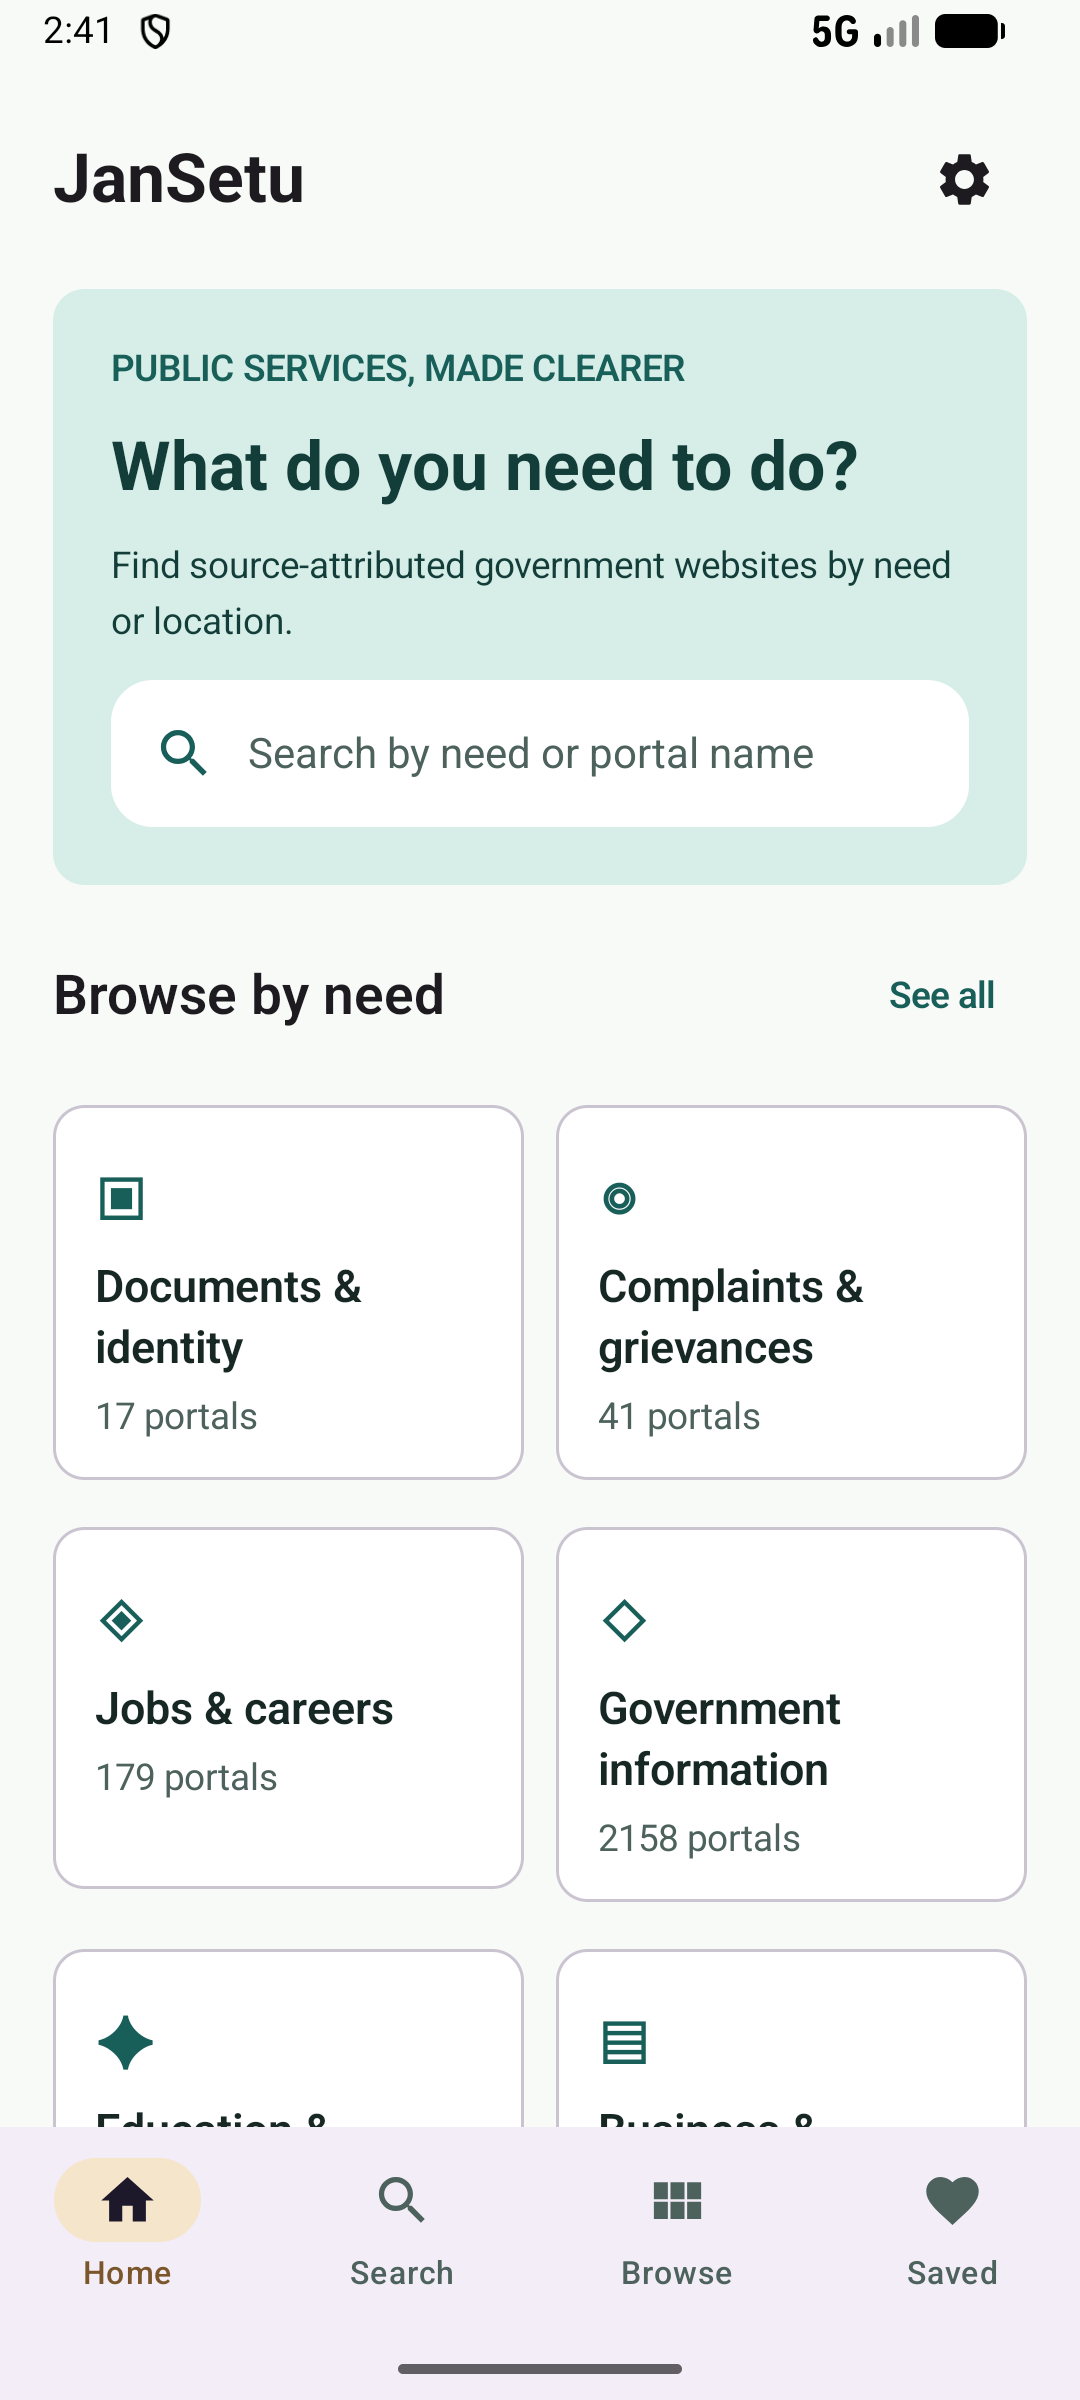 2:41
5G
JanSetu
PUBLIC SERVICES, MADE CLEARER
What do you need to do?
Find source-attributed government websites by need
or location.
Search by need or portal name
Browse by need
See all
Documents &
identity
17 portals
Complaints &
grievances
41 portals
Jobs & careers
179 portals
Government
information
2158 portals
Education &
Business &
Home
Search
Browse
Saved